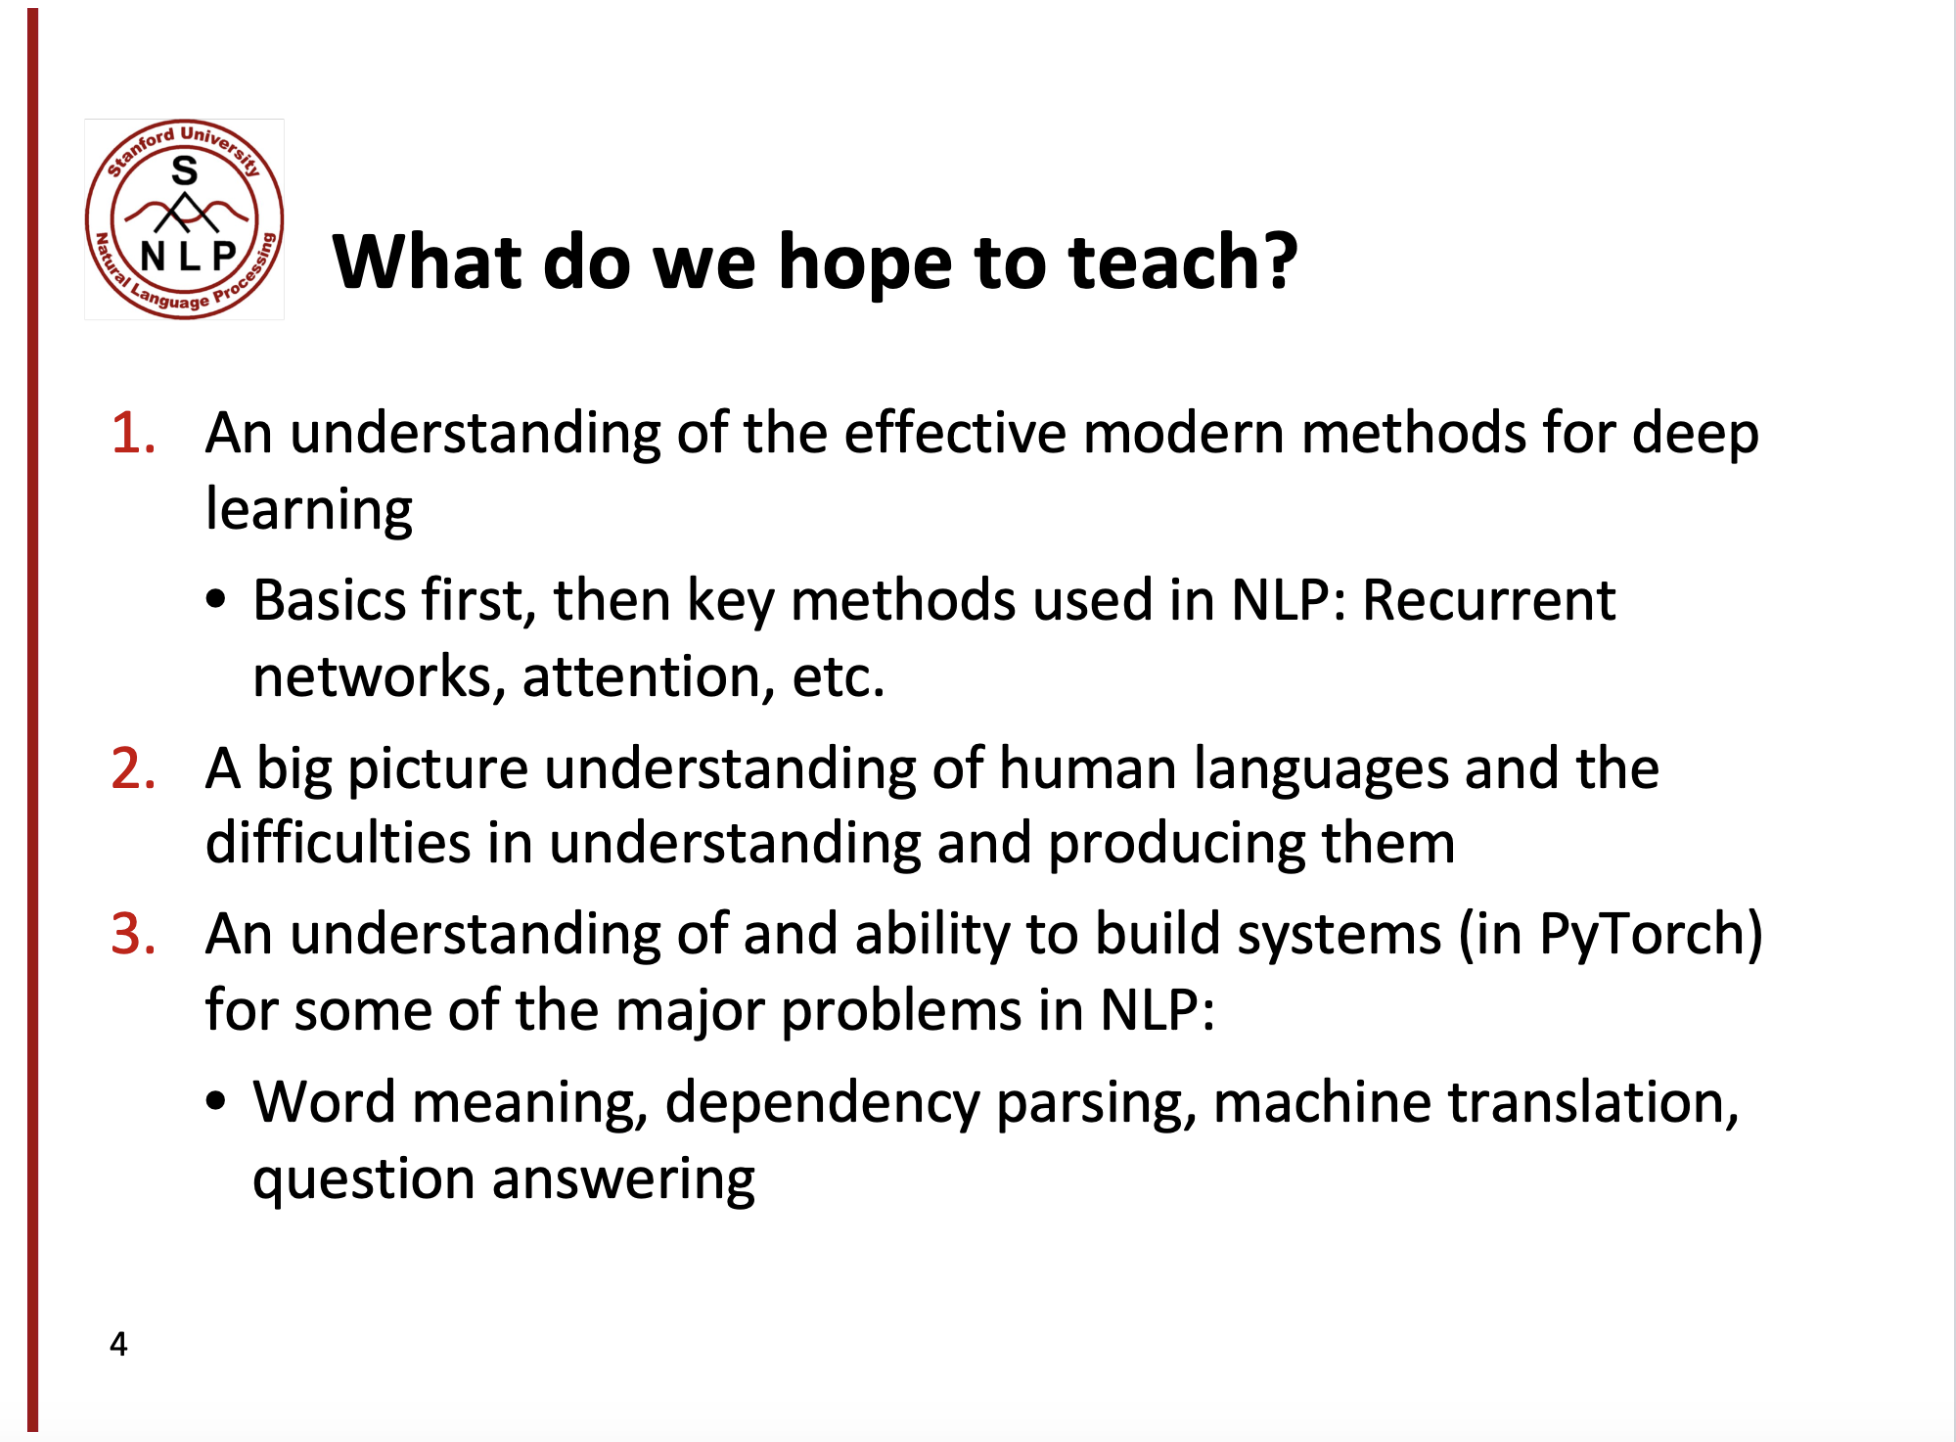 Stanford University
S
N L P
Natural Language Processing
What do we hope to teach?
1. An understanding of the effective modern methods for deep
learning
• Basics first, then key methods used in NLP: Recurrent
networks, attention, etc.
2. A big picture understanding of human languages and the
difficulties in understanding and producing them
3. An understanding of and ability to build systems (in PyTorch)
for some of the major problems in NLP:
• Word meaning, dependency parsing, machine translation,
question answering
4